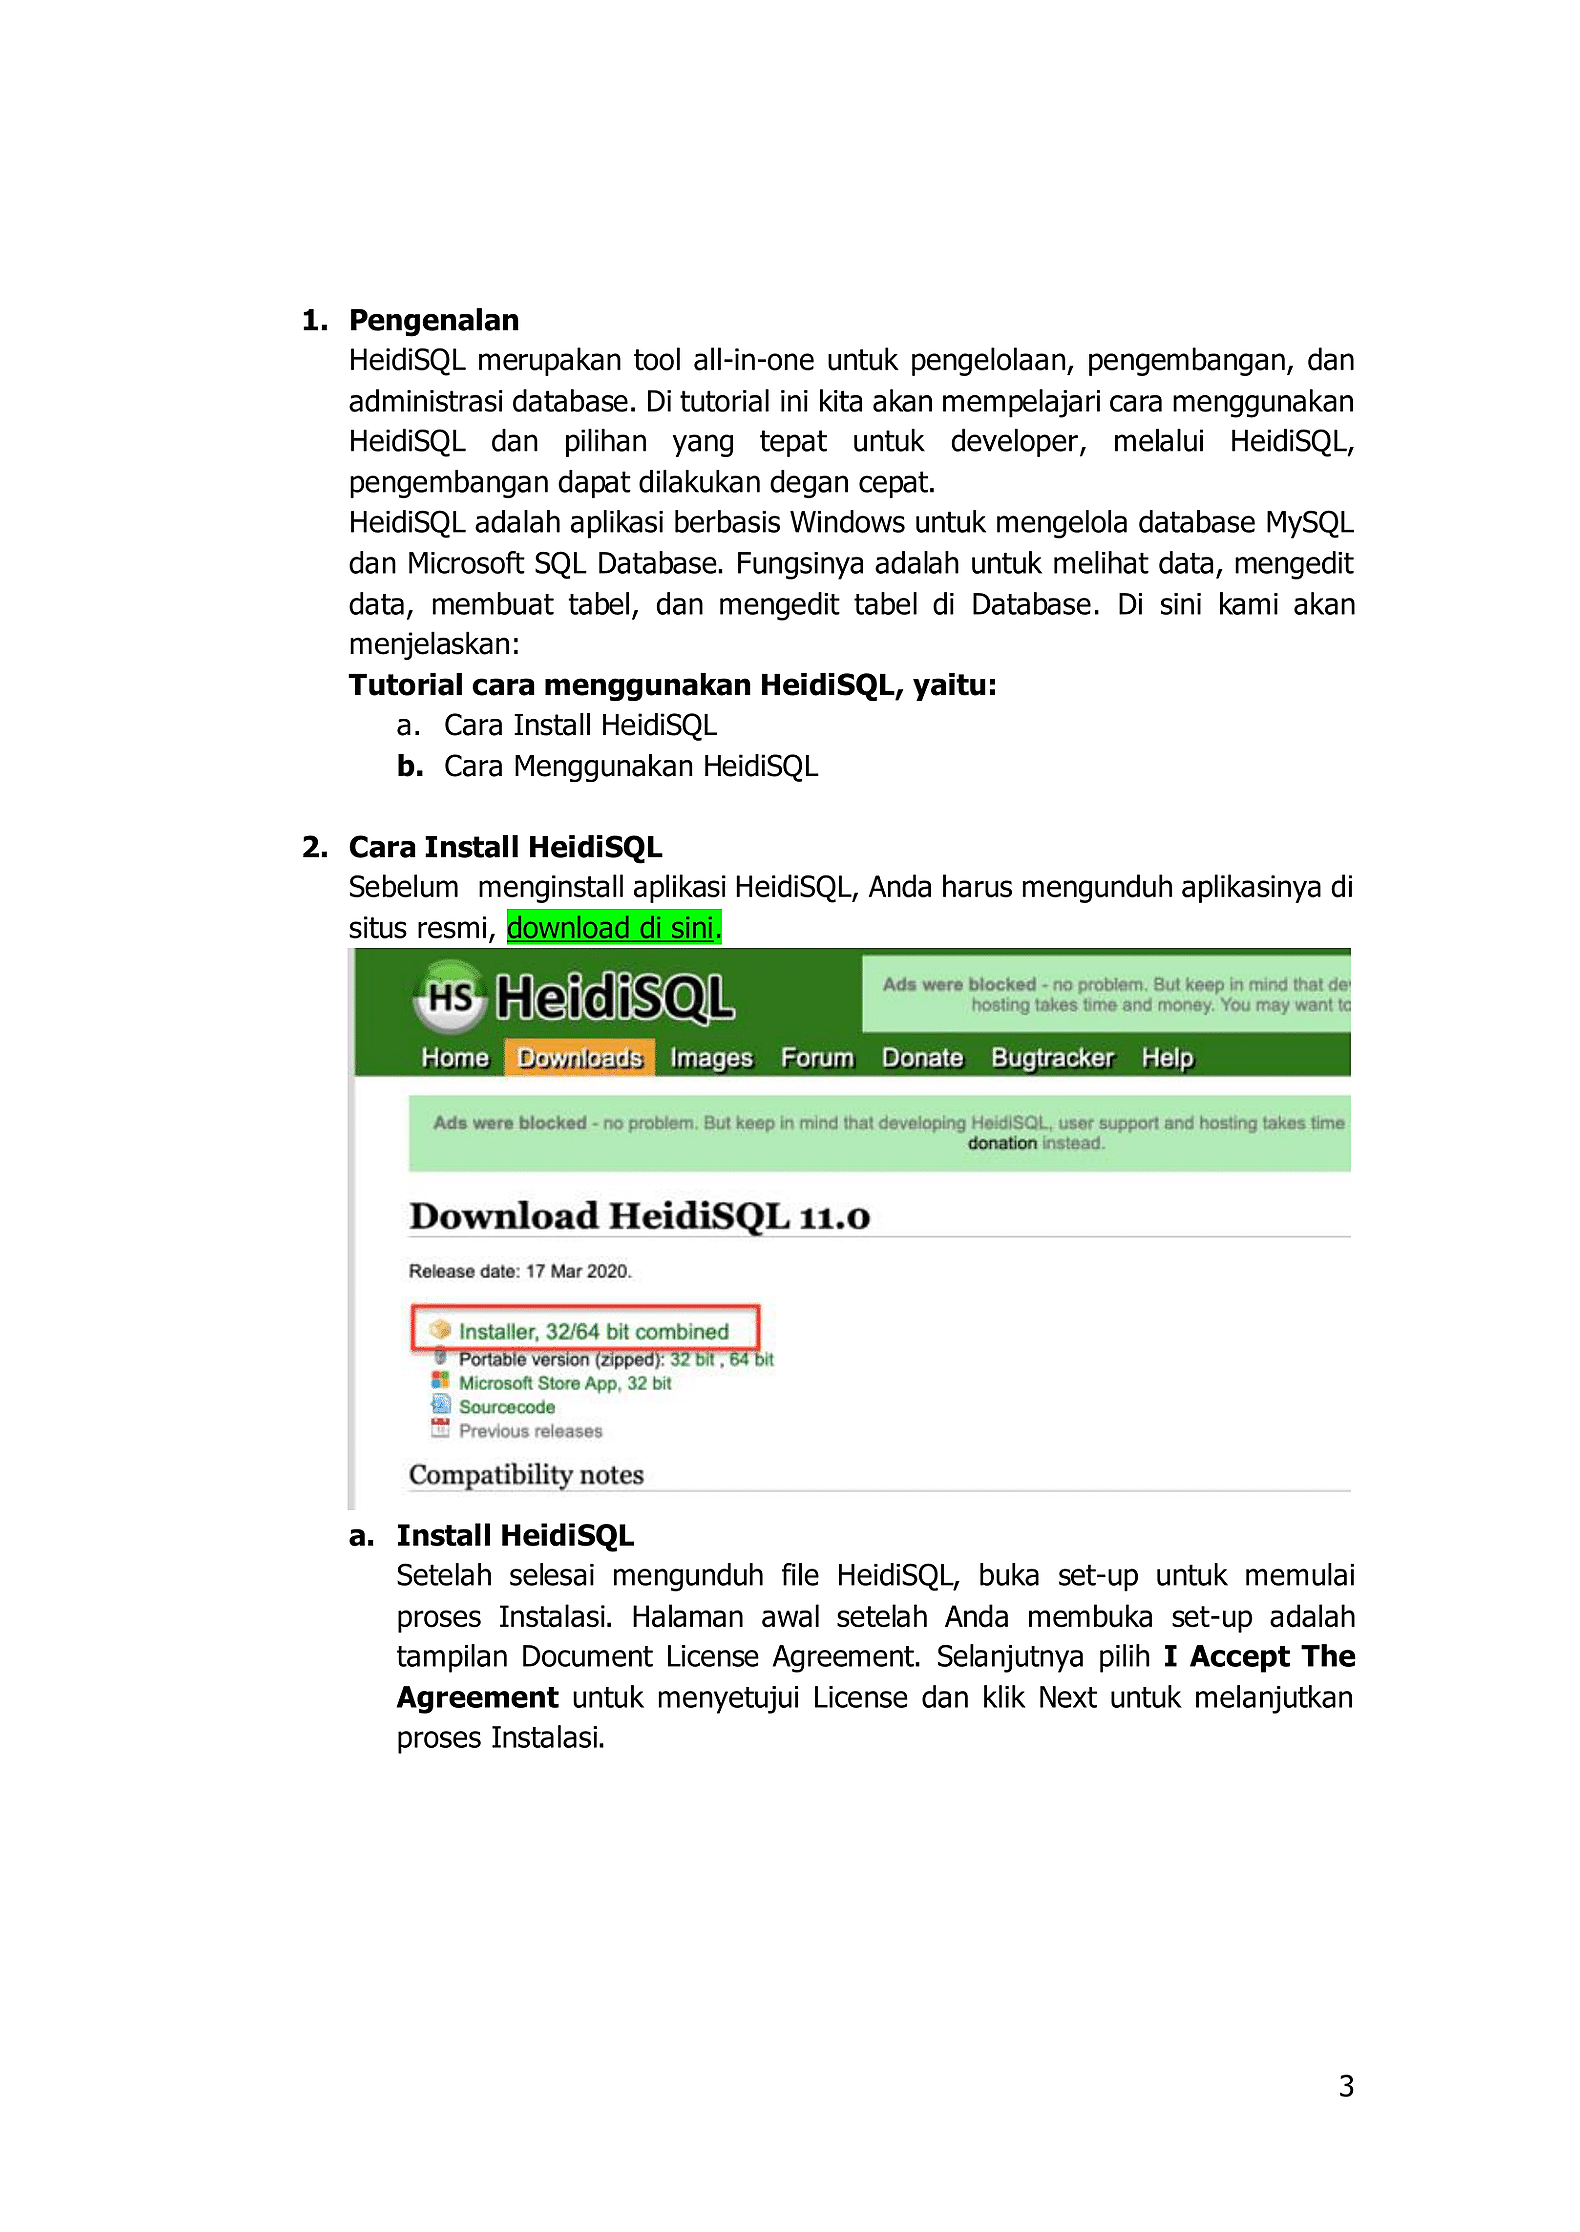 1. Pengenalan
HeidiSQL merupakan tool all-in-one untuk pengelolaan, pengembangan, dan
administrasi database. Di tutorial ini kita akan mempelajari cara menggunakan
HeidiSQL dan pilihan yang tepat untuk developer, melalui HeidiSQL,
pengembangan dapat dilakukan degan cepat.
HeidiSQL adalah aplikasi berbasis Windows untuk mengelola database MySQL
dan Microsoft SQL Database. Fungsinya adalah untuk melihat data, mengedit
data, membuat tabel, dan mengedit tabel di Database. Di sini kami akan
menjelaskan:
Tutorial cara menggunakan HeidiSQL, yaitu:
a. Cara Install HeidiSQL
b. Cara Menggunakan HeidiSQL
2. Cara Install HeidiSQL
Sebelum menginstall aplikasi HeidiSQL, Anda harus mengunduh aplikasinya di
situs resmi, download di sini.
HS HeidiSQL
Ads were blocked - no problem. But keep in mind that de
hosting takes time and money. You may want to
Home Downloads Images Forum Donate Bugtracker Help
Ads were blocked - no problem. But keep in mind that developing HeidiSQL, user support and hosting takes time
donation instead.
Download HeidiSQL 11.0
Release date: 17 Mar 2020.
Installer, 32/64 bit combined
Portable version (zipped): 32 bit , 64 bit
Microsoft Store App, 32 bit
Sourcecode
Previous releases
Compatibility notes
a. Install HeidiSQL
Setelah selesai mengunduh file HeidiSQL, buka set-up untuk memulai
proses Instalasi. Halaman awal setelah Anda membuka set-up adalah
tampilan Document License Agreement. Selanjutnya pilih I Accept The
Agreement untuk menyetujui License dan klik Next untuk melanjutkan
proses Instalasi.
3